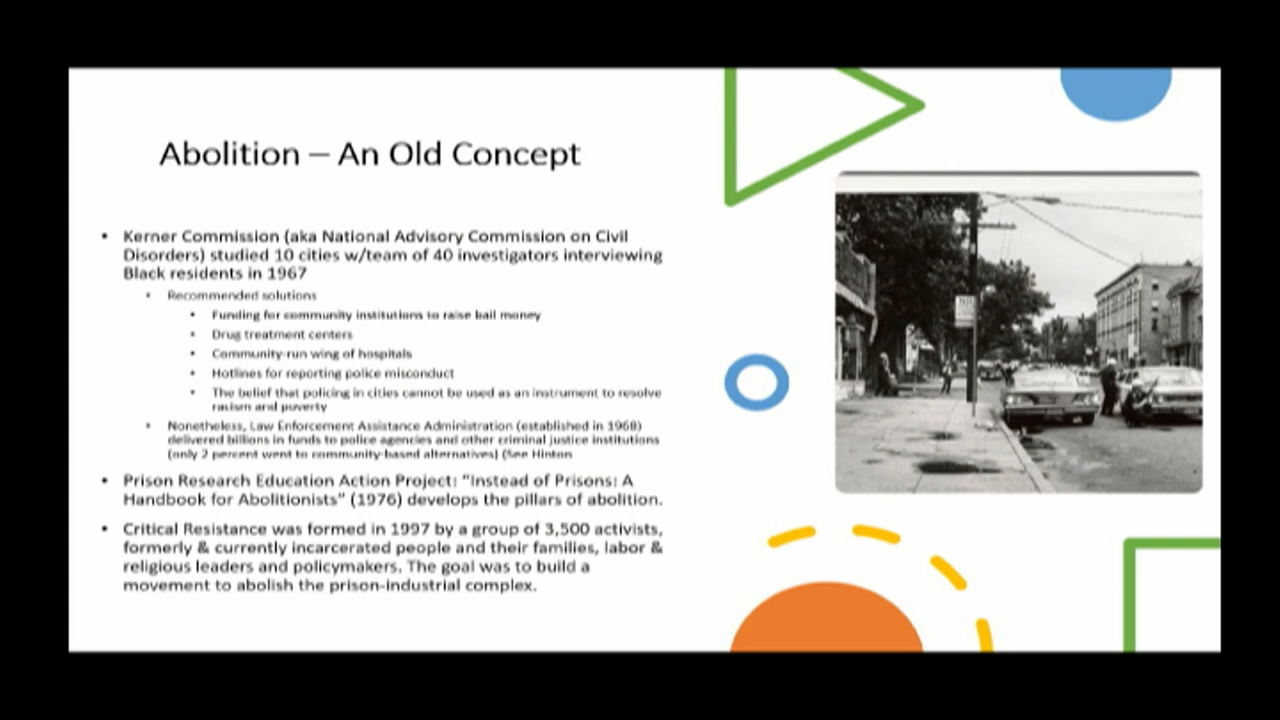 Abolition – An Old Concept
• Kerner Commission (aka National Advisory Commission on Civil
Disorders) studied 10 cities w/team of 40 investigators interviewing
Black residents in 1967
• Recommended solutions
• Funding for community institutions to raise bail money
• Drug treatment centers
• Community-run wing of hospitals
• Hotlines for reporting police misconduct
• The belief that policing in cities cannot be used as an instrument to resolve
racism and poverty
• Nonetheless, Law Enforcement Assistance Administration (established in 1968)
delivered billions in funds to police agencies and other criminal justice institutions
(only 2 percent went to community-based alternatives) (See Hinton
• Prison Research Education Action Project: “Instead of Prisons: A
Handbook for Abolitionists” (1976) develops the pillars of abolition.
• Critical Resistance was formed in 1997 by a group of 3,500 activists,
formerly & currently incarcerated people and their families, labor &
religious leaders and policymakers. The goal was to build a
movement to abolish the prison-industrial complex.